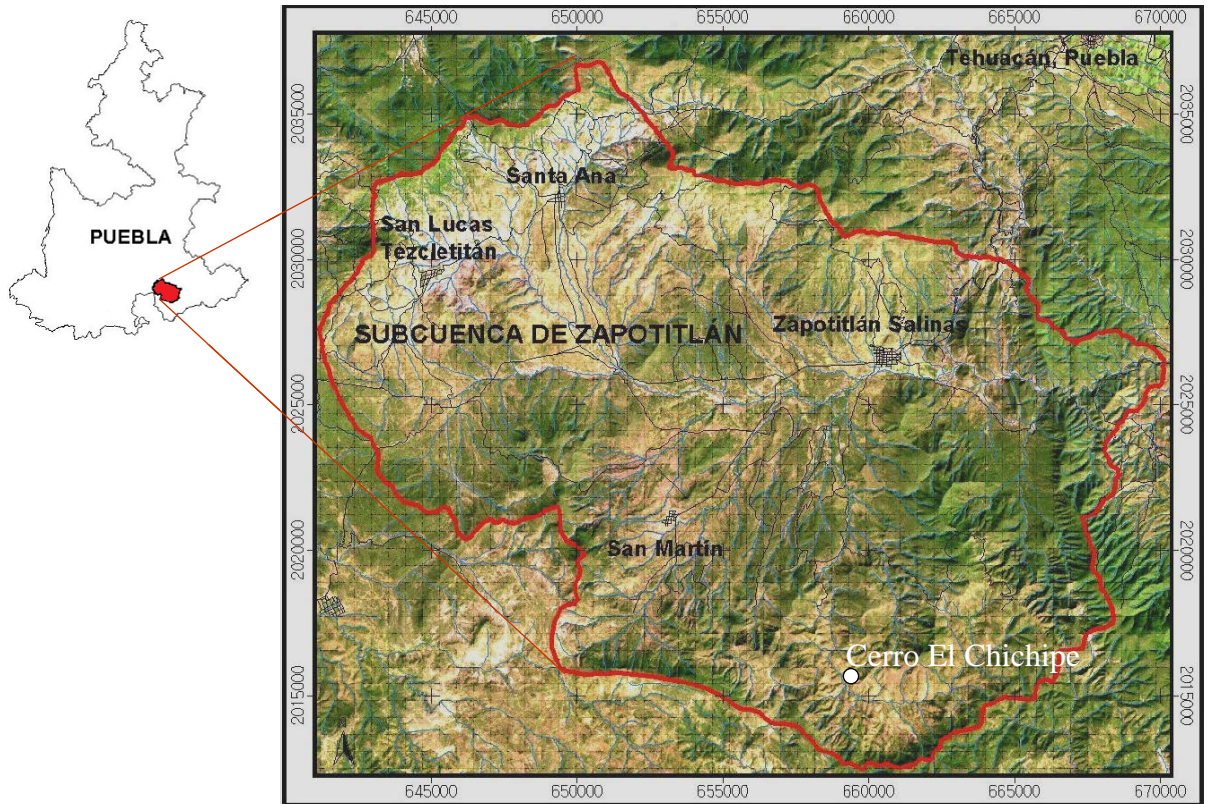 645000 650000 655000 660000 665000 670000
Tehuacán, Puebla
2035000
2035000
Santa Ana
San Lucas
Tezcletitán
PUEBLA
2030000
2030000
SUBCUENCA DE ZAPOTITLÁN
Zapotitlán Salinas
2025000
2025000
San Martín
2020000
2020000
Cerro El Chichipe
2015000
2015000
645000 650000 655000 660000 665000 670000